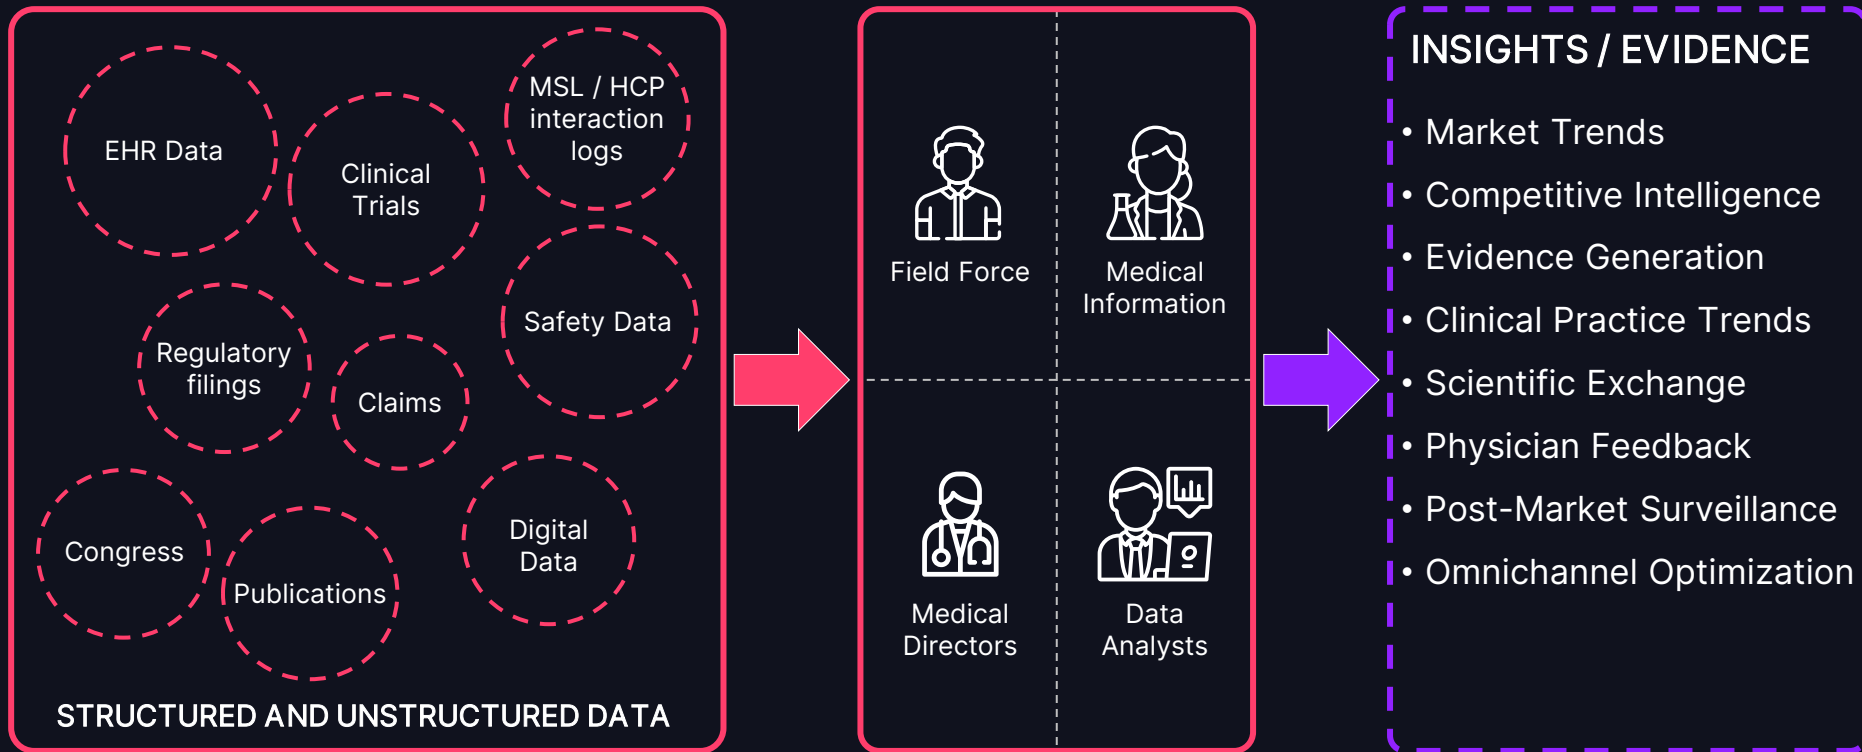 EHR Data
Clinical
Trials
MSL / HCP
interaction
logs
Regulatory
filings
Claims
Safety Data
Congress
Publications
Digital
Data
STRUCTURED AND UNSTRUCTURED DATA
Field Force
Medical
Information
Medical
Directors
Data
Analysts
INSIGHTS / EVIDENCE
• Market Trends
• Competitive Intelligence
• Evidence Generation
• Clinical Practice Trends
• Scientific Exchange
• Physician Feedback
• Post-Market Surveillance
• Omnichannel Optimization